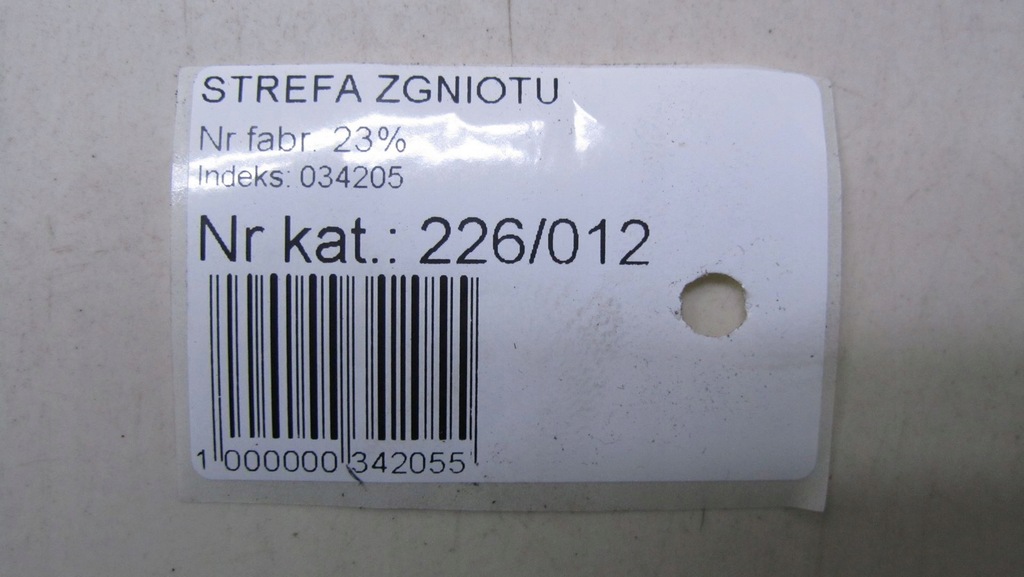 STREFA ZGNIOTU
Nr fabr. 23%
Indeks: 034205
Nr kat.: 226/012
1 000000 342055